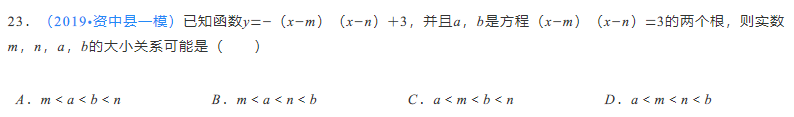 23．（2019•资中县一模）已知函数y=－（x－m）（x－n）+3，并且a，b是方程（x－m）（x－n）=3的两个根，则实数
m，n，a，b的大小关系可能是（　　）
A．m＜a＜b＜n　　B．m＜a＜n＜b　　C．a＜m＜b＜n　　D．a＜m＜n＜b